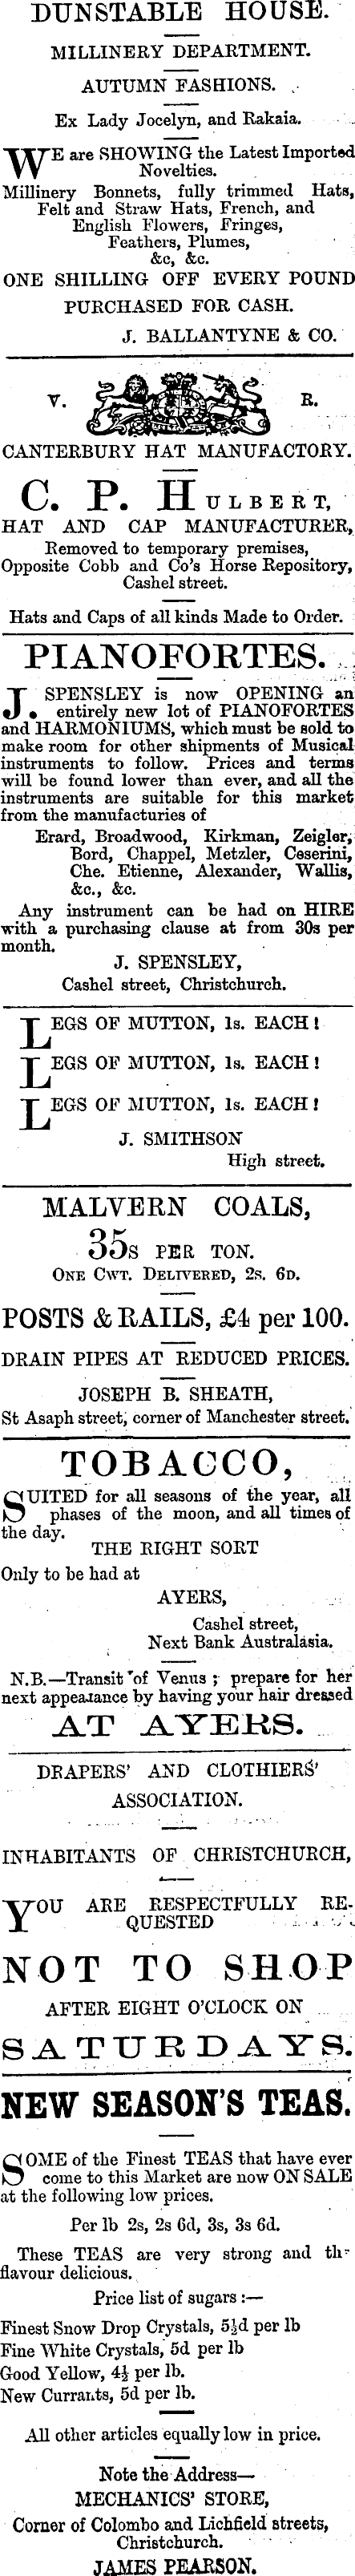 DUNSTABLE HOUSE.
MILLINERY DEPARTMENT.
AUTUMN FASHIONS.
Ex Lady Jocelyn, and Rakaia.
WE are SHOWING the Latest Imported
Novelties.
Millinery Bonnets, fully trimmed Hats,
Felt and Straw Hats, French, and
English Flowers, Fringes,
Feathers, Plumes,
&c, &c.
ONE SHILLING OFF EVERY POUND
PURCHASED FOR CASH.
J. BALLANTYNE & CO.
V. R.
CANTERBURY HAT MANUFACTORY.
C. P. HULBERT,
HAT AND CAP MANUFACTURER,
Removed to temporary premises,
Opposite Cobb and Co's Horse Repository,
Cashel street.
Hats and Caps of all kinds Made to Order.
PIANOFORTES.
J. SPENSLEY is now OPENING an
entirely new lot of PIANOFORTES
and HARMONIUMS, which must be sold to
make room for other shipments of Musical
instruments to follow. Prices and terms
will be found lower than ever, and all the
instruments are suitable for this market
from the manufacturies of
Erard, Broadwood, Kirkman, Zeigler,
Bord, Chappel, Metzler, Ceserini,
Che. Etienne, Alexander, Wallis,
&c., &c.
Any instrument can be had on HIRE
with a purchasing clause at from 30s per
month.
J. SPENSLEY,
Cashel street, Christchurch.
LEGS OF MUTTON, 1s. EACH!
LEGS OF MUTTON, 1s. EACH!
LEGS OF MUTTON, 1s. EACH!
J. SMITHSON
High street.
MALVERN COALS,
35s PER TON.
ONE CWT. DELIVERED, 2S. 6D.
POSTS & RAILS, £4 per 100.
DRAIN PIPES AT REDUCED PRICES.
JOSEPH B. SHEATH,
St Asaph street, corner of Manchester street.
TOBACCO,
SUITED for all seasons of the year, all
phases of the moon, and all times of
the day.
THE RIGHT SORT
Only to be had at
AYERS,
Cashel street,
Next Bank Australasia.
N.B.—Transit of Venus; prepare for her
next appearance by having your hair dressed
AT AYERS.
DRAPERS' AND CLOTHIERS'
ASSOCIATION.
INHABITANTS OF CHRISTCHURCH,
YOU ARE RESPECTFULLY RE-
QUESTED
NOT TO SHOP
AFTER EIGHT O'CLOCK ON
SATURDAYS.
NEW SEASON'S TEAS.
SOME of the Finest TEAS that have ever
come to this Market are now ON SALE
at the following low prices.
Per lb 2s, 2s 6d, 3s, 3s 6d.
These TEAS are very strong and the
flavour delicious.
Price list of sugars:—
Finest Snow Drop Crystals, 5½d per lb
Fine White Crystals, 5d per lb
Good Yellow, 4½ per lb.
New Currants, 5d per lb.
All other articles equally low in price.
Note the Address—
MECHANICS' STORE,
Corner of Colombo and Lichfield streets,
Christchurch.
JAMES PEARSON.